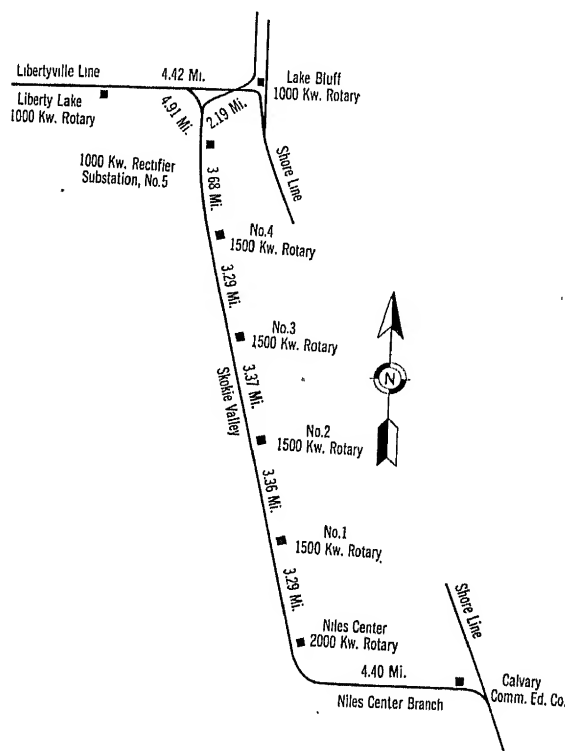 Libertyville Line
4.42 Mi.
Lake Bluff
1000 Kw. Rotary
Liberty Lake
1000 Kw. Rotary
4.91 Mi.
2.19 Mi.
Shore Line
1000 Kw. Rectifier
Substation, No.5
3 68 Mi.
No.4
1500 Kw. Rotary
3.29 Mi.
No.3
1500 Kw. Rotary
Skokie Valley
3.37 Mi.
N
No.2
1500 Kw. Rotary
3.36 Mi.
No.1
1500 Kw. Rotary
3.29 Mi.
Shore Line
Niles Center
2000 Kw. Rotary
4.40 Mi.
Calvary
Comm. Ed. Co.
Niles Center Branch